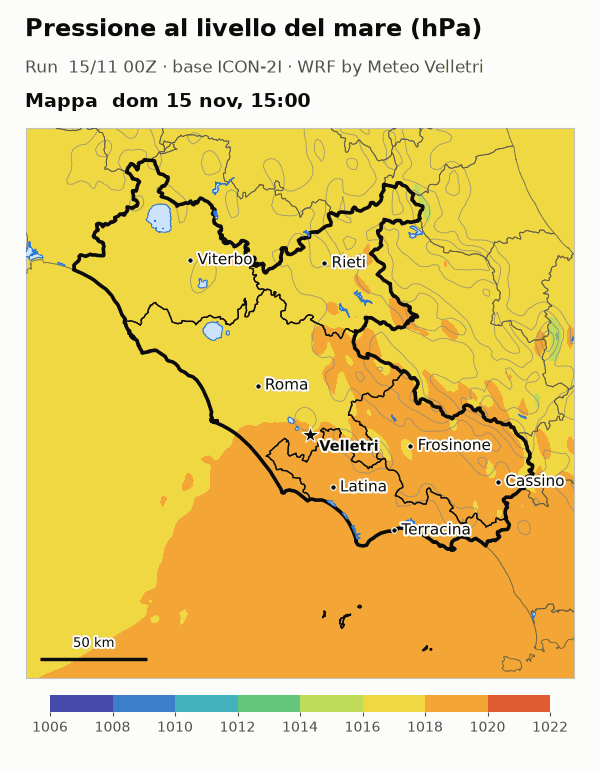 Pressione al livello del mare (hPa)
Run  15/11 00Z · base ICON-2I · WRF by Meteo Velletri
Mappa  dom 15 nov, 15:00
Viterbo
Rieti
Roma
Velletri
Frosinone
Latina
Cassino
Terracina
50 km
1006 1008 1010 1012 1014 1016 1018 1020 1022